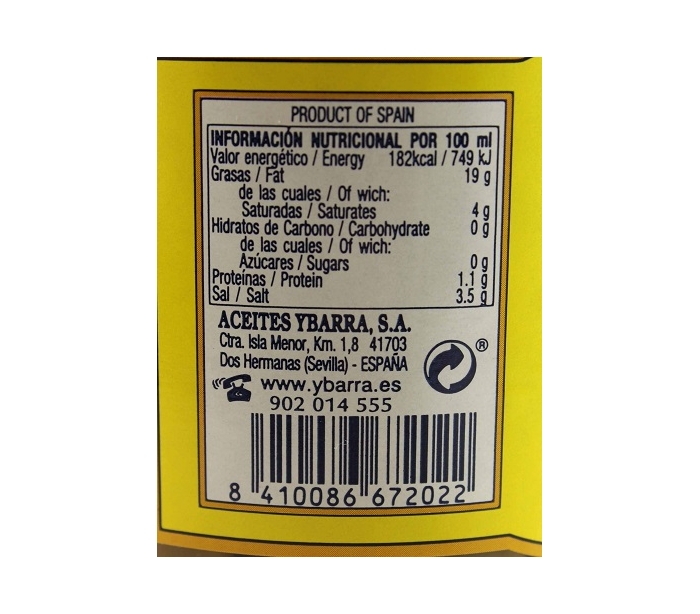 PRODUCT OF SPAIN
INFORMACIÓN NUTRICIONAL POR 100 ml
Valor energético / Energy 182kcal / 749 kJ
Grasas / Fat 19 g
de las cuales / Of wich:
Saturadas / Saturates 4 g
Hidratos de Carbono / Carbohydrate 0 g
de las cuales / Of wich:
Azúcares / Sugars 0 g
Proteínas / Protein 1.1 g
Sal / Salt 3.5 g
ACEITES YBARRA, S.A.
Ctra. Isla Menor, Km. 1,8 41703
Dos Hermanas (Sevilla) - ESPAÑA
®
www.ybarra.es
902 014 555
8 410086 672022